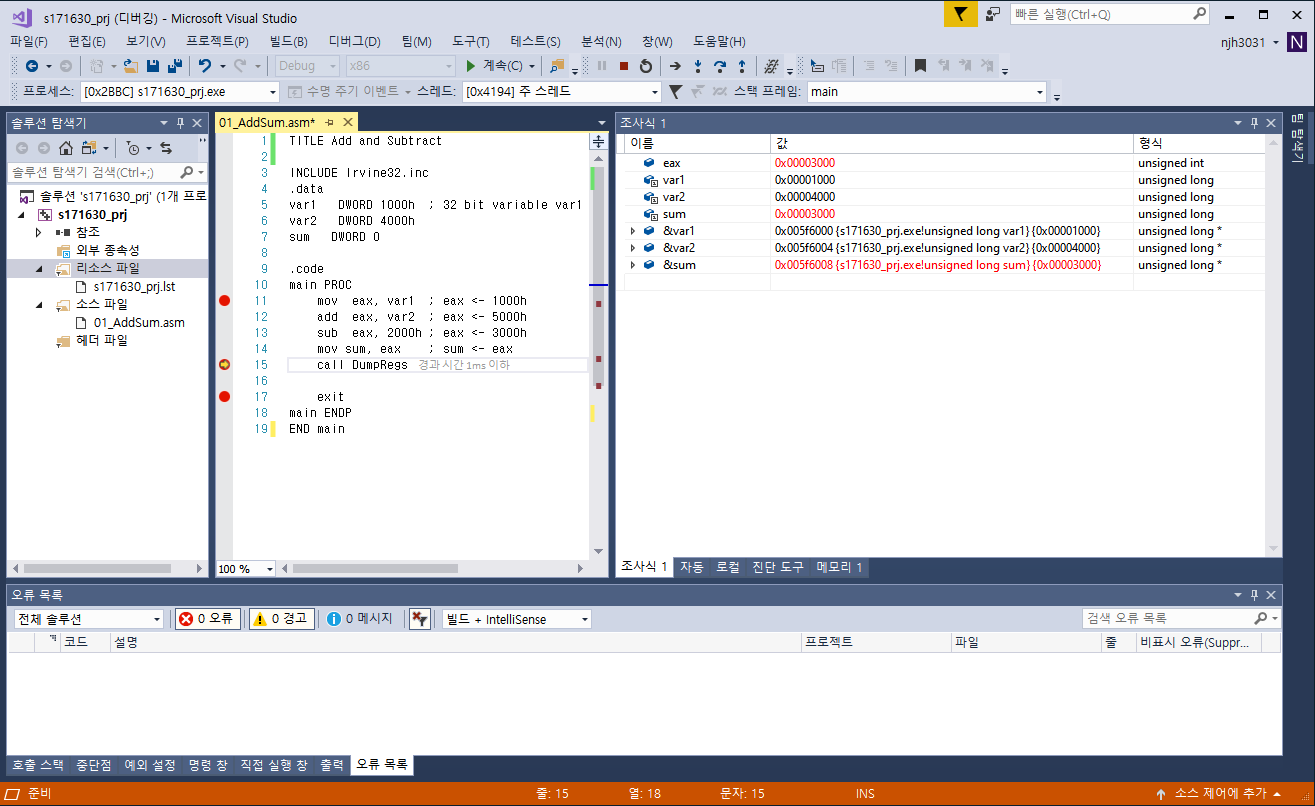 s171630_prj (디버깅) - Microsoft Visual Studio
빠른 실행(Ctrl+Q)
파일(F) 편집(E) 보기(V) 프로젝트(P) 빌드(B) 디버그(D) 팀(M) 도구(T) 테스트(S) 분석(N) 창(W) 도움말(H)
njh3031 N
Debug x86 계속(C)
프로세스: [0x2BBC] s171630_prj.exe 수명 주기 이벤트 스레드: [0x4194] 주 스레드 스택 프레임: main
솔루션 탐색기
솔루션 탐색기 검색(Ctrl+;)
솔루션 's171630_prj' (1개 프로
s171630_prj
참조
외부 종속성
리소스 파일
s171630_prj.lst
소스 파일
01_AddSum.asm
헤더 파일
01_AddSum.asm*
1 TITLE Add and Subtract
2
3 INCLUDE Irvine32.inc
4 .data
5 var1 DWORD 1000h ; 32 bit variable var1
6 var2 DWORD 4000h
7 sum DWORD 0
8
9 .code
10 main PROC
11 mov eax, var1 ; eax <- 1000h
12 add eax, var2 ; eax <- 5000h
13 sub eax, 2000h ; eax <- 3000h
14 mov sum, eax ; sum <- eax
15 call DumpRegs 경과 시간 1ms 이하
16
17 exit
18 main ENDP
19 END main
100 %
조사식 1
이름 값 형식
eax 0x00003000 unsigned int
var1 0x00001000 unsigned long
var2 0x00004000 unsigned long
sum 0x00003000 unsigned long
&var1 0x005f6000 {s171630_prj.exe!unsigned long var1} {0x00001000} unsigned long *
&var2 0x005f6004 {s171630_prj.exe!unsigned long var2} {0x00004000} unsigned long *
&sum 0x005f6008 {s171630_prj.exe!unsigned long sum} {0x00003000} unsigned long *
조사식 1 자동 로컬 진단 도구 메모리 1
팀 탐색기
오류 목록
전체 솔루션 0 오류 0 경고 0 메시지 빌드 + IntelliSense 검색 오류 목록
코드 설명 프로젝트 파일 줄 비표시 오류(Suppr...
호출 스택 중단점 예외 설정 명령 창 직접 실행 창 출력 오류 목록
준비 줄: 15 열: 18 문자: 15 INS 소스 제어에 추가